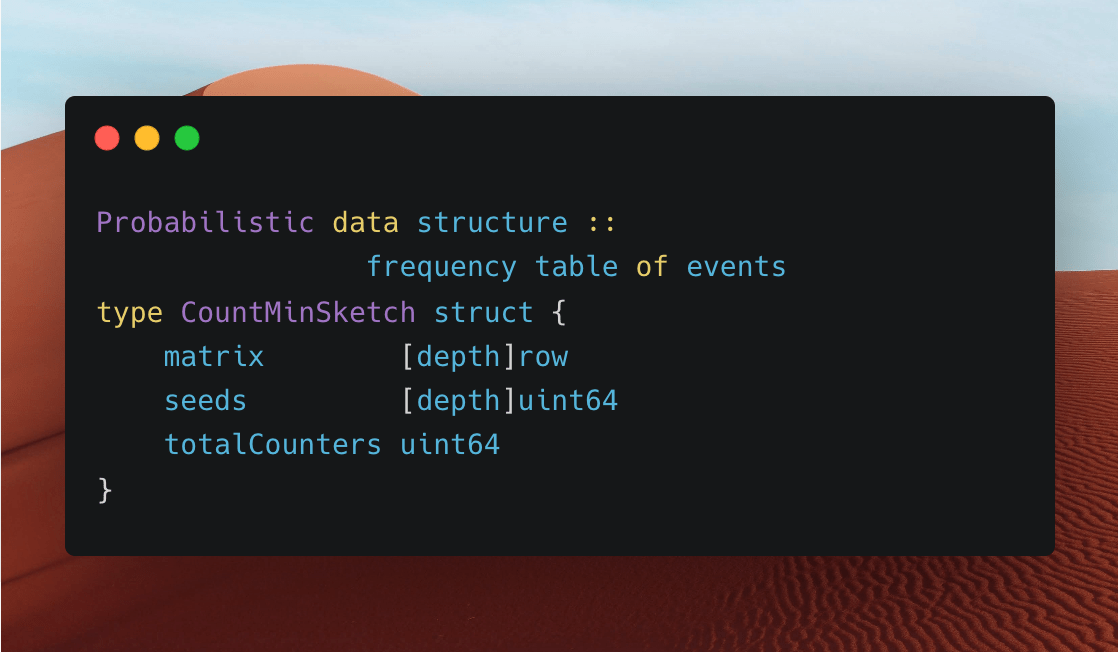 Probabilistic data structure ::
frequency table of events
type CountMinSketch struct {
matrix [depth]row
seeds [depth]uint64
totalCounters uint64
}